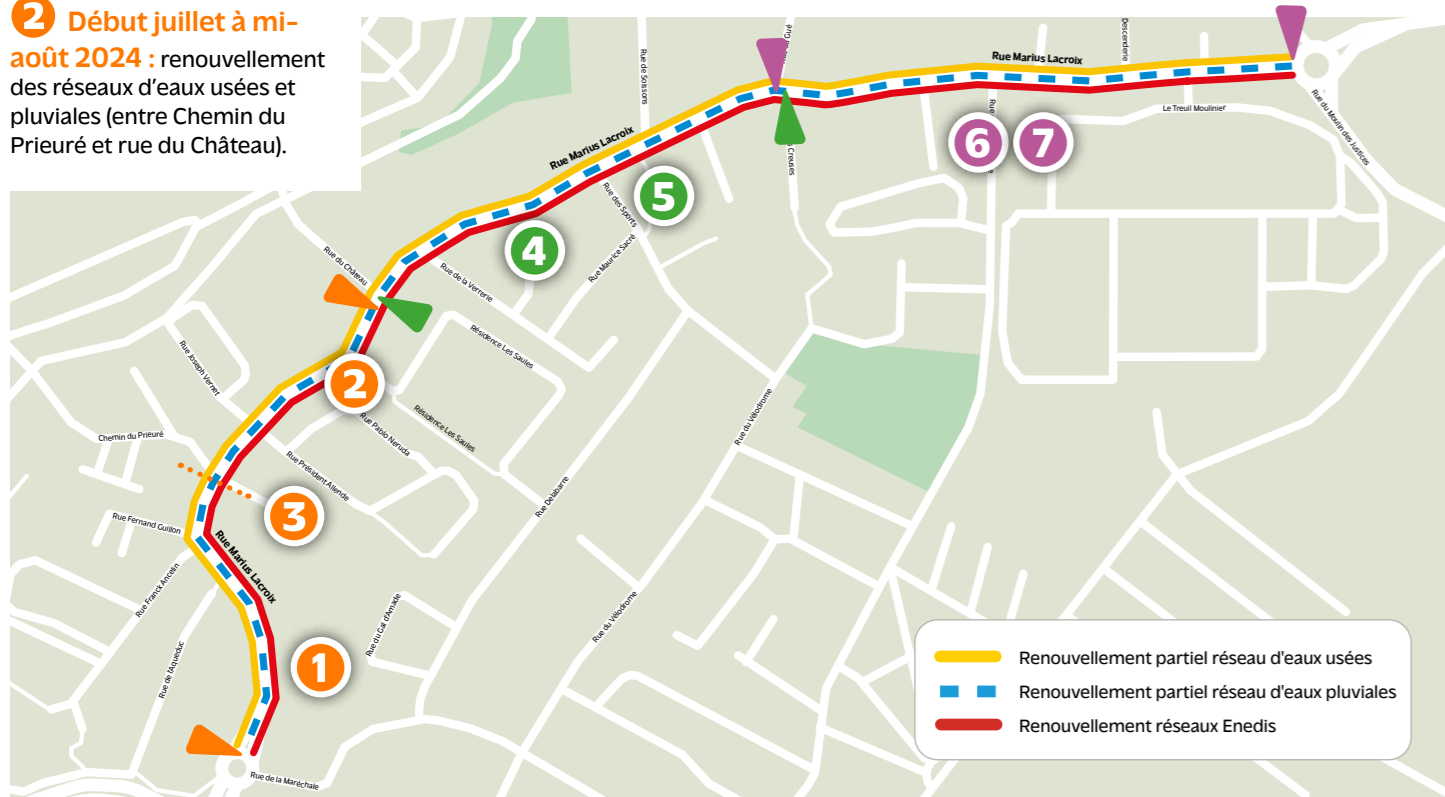 2 Début juillet à mi-
août 2024 : renouvellement
des réseaux d'eaux usées et
pluviales (entre Chemin du
Prieuré et rue du Château).
Rue de Soissons
Descenderie
Rue Marius Lacroix
Le Treuil Moulinier
Rue du Moulin des Justices
Rue Marius Lacroix
Creuses
Rue
6
7
5
Rue des Sports
4
Rue Maurice Sacré
Rue du Château
Rue de la Verrerie
Résidence Les Saules
Rue Joseph Vernet
2
Résidence Les Saules
Rue Pablo Neruda
Rue du Vélodrome
Chemin du Prieuré
Rue Président Allende
Rue Delabarre
3
Rue Fernand Guillon
Rue Marius Lacroix
Rue Franck Ancelin
Rue du Gal d'Amade
Rue du Vélodrome
Rue de l'Aqueduc
1
Rue de la Maréchale
Renouvellement partiel réseau d'eaux usées
Renouvellement partiel réseau d'eaux pluviales
Renouvellement réseaux Enedis